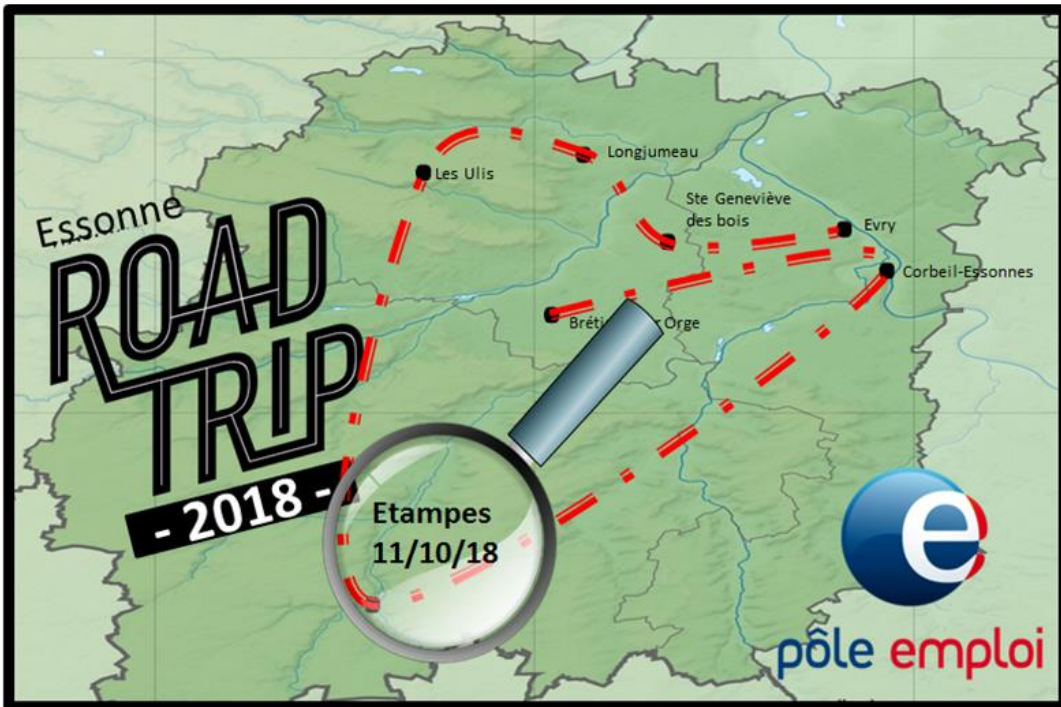 Essonne
ROAD
TRIP
- 2018 -
Les Ulis
Longjumeau
Ste Geneviève
des bois
Evry
Corbeil-Essonnes
Bréti Orge
Etampes
11/10/18
e
pôle emploi